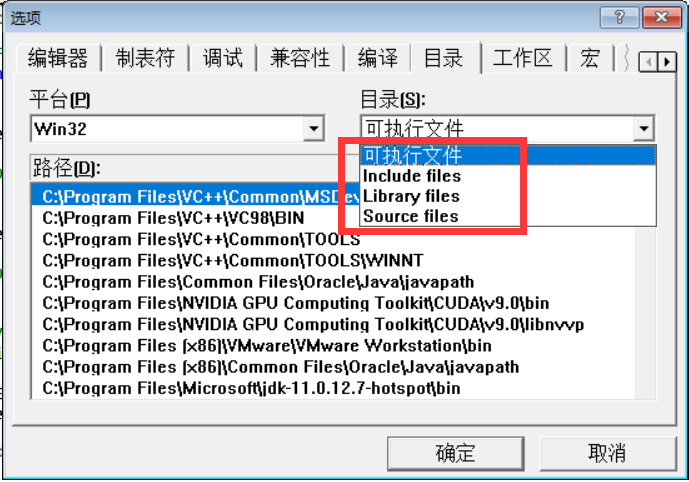 选项
编辑器 制表符 调试 兼容性 编译 目录 工作区 宏
平台(P) 目录(S):
Win32 可执行文件
可执行文件
Include files
Library files
Source files
路径(D):
C:\Program Files\VC++\Common\MSDev
C:\Program Files\VC++\VC98\BIN
C:\Program Files\VC++\Common\TOOLS
C:\Program Files\VC++\Common\TOOLS\WINNT
C:\Program Files\Common Files\Oracle\Java\javapath
C:\Program Files\NVIDIA GPU Computing Toolkit\CUDA\v9.0\bin
C:\Program Files\NVIDIA GPU Computing Toolkit\CUDA\v9.0\libnvvp
C:\Program Files (x86)\VMware\VMware Workstation\bin
C:\Program Files (x86)\Common Files\Oracle\Java\javapath
C:\Program Files\Microsoft\jdk-11.0.12.7-hotspot\bin
确定 取消